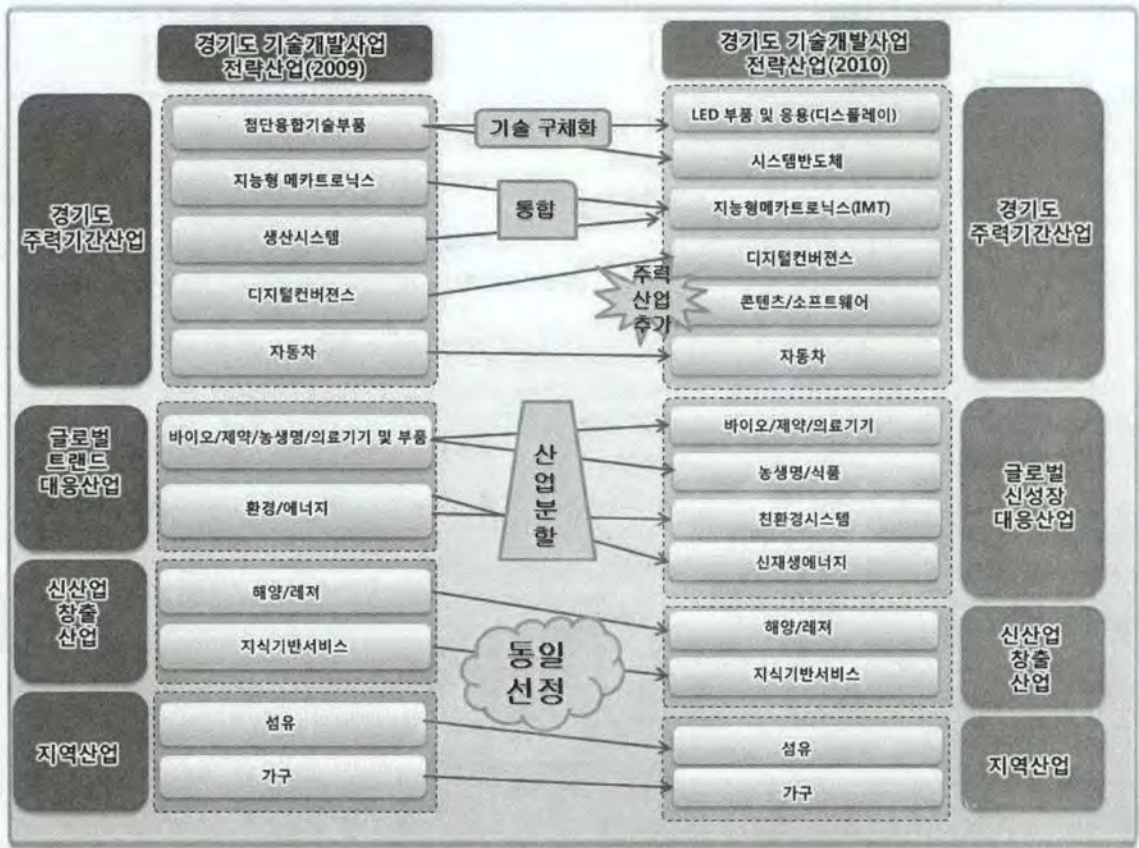 경기도 기술개발사업
전략산업(2009)
경기도 기술개발사업
전략산업(2010)
경기도
주력기간산업
첨단융합기술부품
지능형 메카트로닉스
생산시스템
디지털컨버젼스
자동차
기술 구체화
통합
주력
산업
추가
LED 부품 및 응용(디스플레이)
시스템반도체
지능형메카트로닉스(IMT)
디지털컨버젼스
콘텐츠/소프트웨어
자동차
경기도
주력기간산업
글로벌
트랜드
대응산업
바이오/제약/농생명/의료기기 및 부품
환경/에너지
산
업
분
할
바이오/제약/의료기기
농생명/식품
친환경시스템
신재생에너지
글로벌
신성장
대응산업
신산업
창출
산업
해양/레져
지식기반서비스
통일
선정
해양/레져
지식기반서비스
신산업
창출
산업
지역산업
섬유
가구
섬유
가구
지역산업